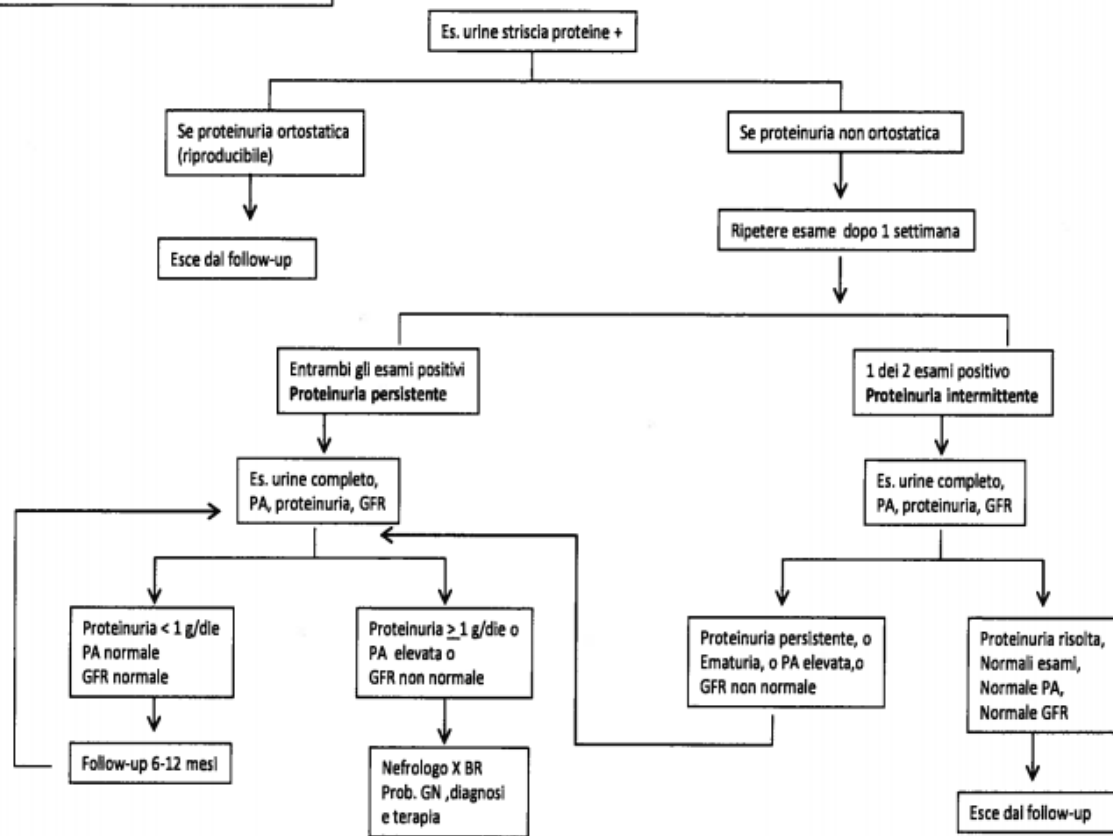 Es. urine striscia proteine +
Se proteinuria ortostatica
(riproducibile)
Se proteinuria non ortostatica
Esce dal follow-up
Ripetere esame dopo 1 settimana
Entrambi gli esami positivi
Proteinuria persistente
1 dei 2 esami positivo
Proteinuria intermittente
Es. urine completo,
PA, proteinuria, GFR
Es. urine completo,
PA, proteinuria, GFR
Proteinuria < 1 g/die
PA normale
GFR normale
Proteinuria > 1 g/die o
PA elevata o
GFR non normale
Proteinuria persistente, o
Ematuria, o PA elevata,o
GFR non normale
Proteinuria risolta,
Normali esami,
Normale PA,
Normale GFR
Follow-up 6-12 mesi
Nefrologo X BR
Prob. GN ,diagnosi
e terapia
Esce dal follow-up